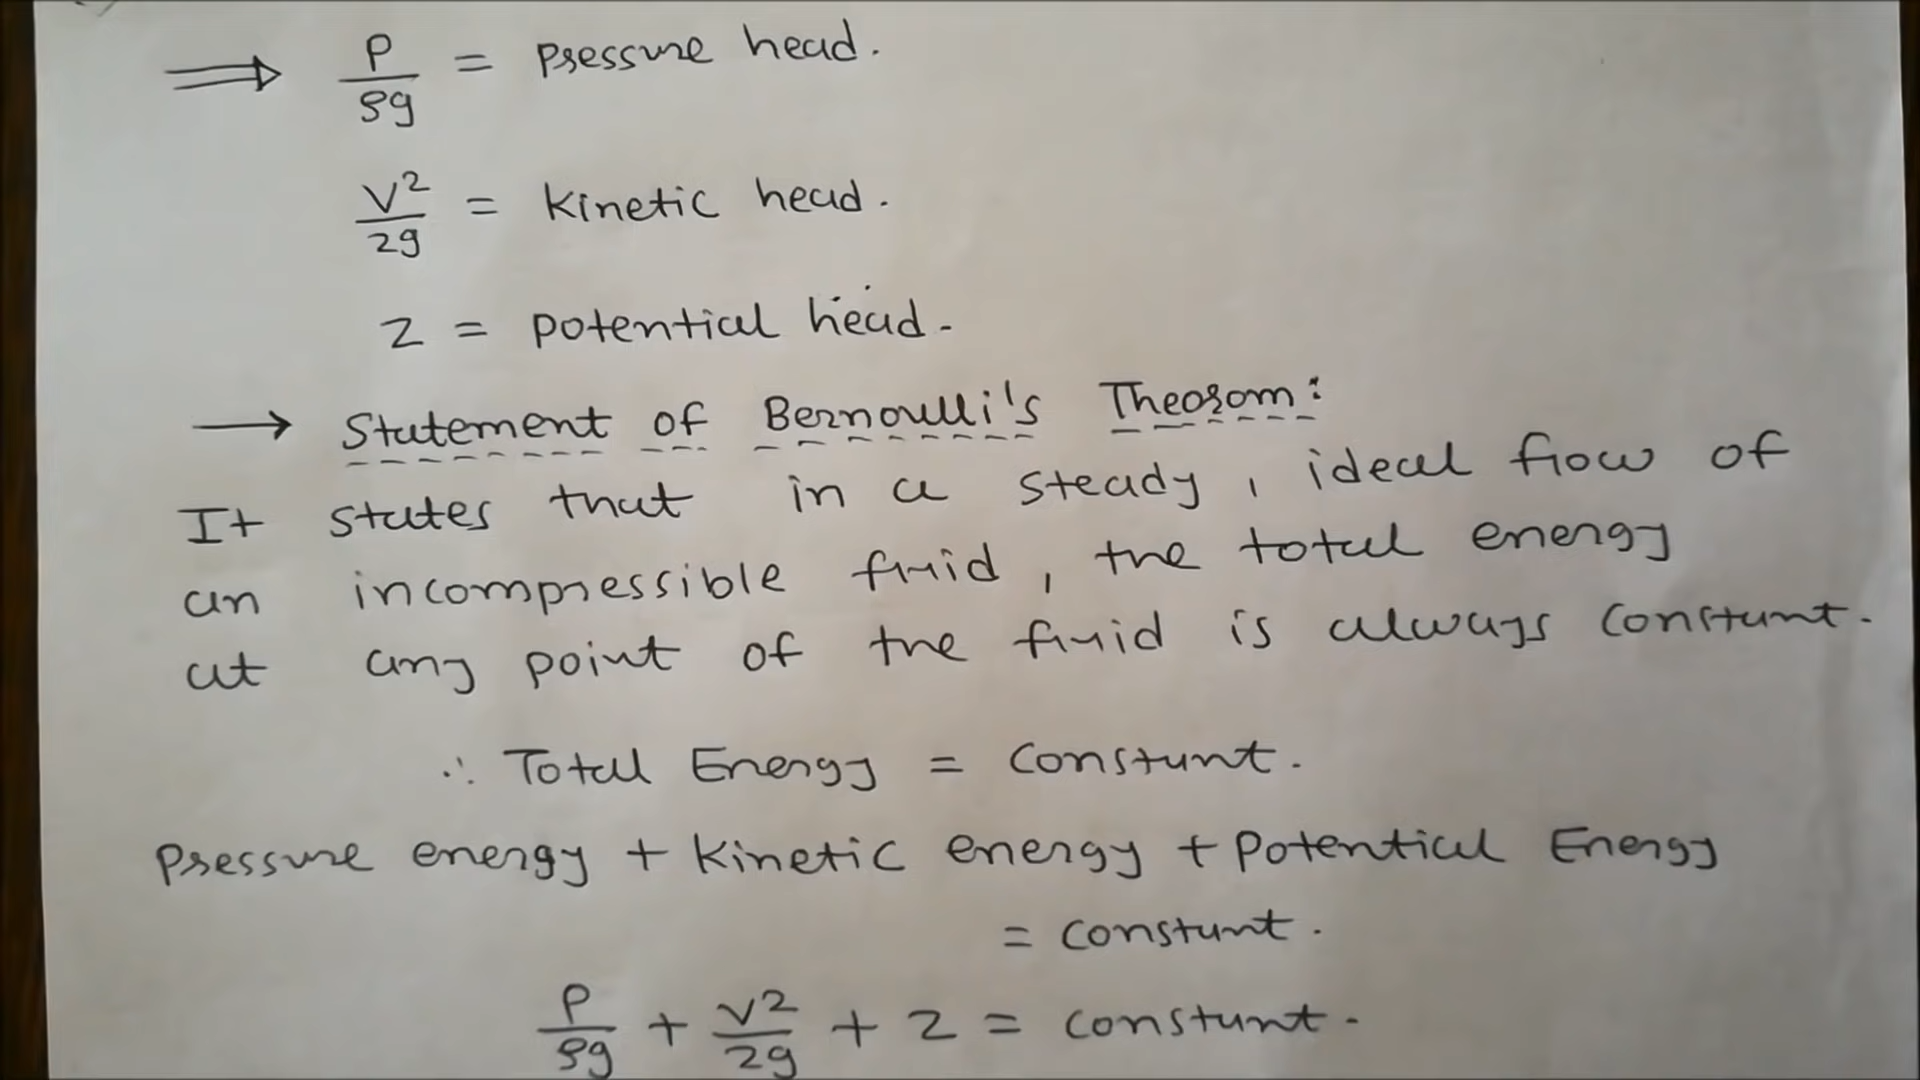 ⟹ P/ρg = Pressure head.
V²/2g = Kinetic head.
Z = Potential head.
→ Statement of Bernoulli's Theorom:
It states that in a steady, ideal flow of
an incompressible fluid, the total energy
at any point of the fluid is always constant.
∴ Total Energy = Constant.
Pressure energy + Kinetic energy + Potential Energy
= constant.
P/ρg + V²/2g + Z = constant.